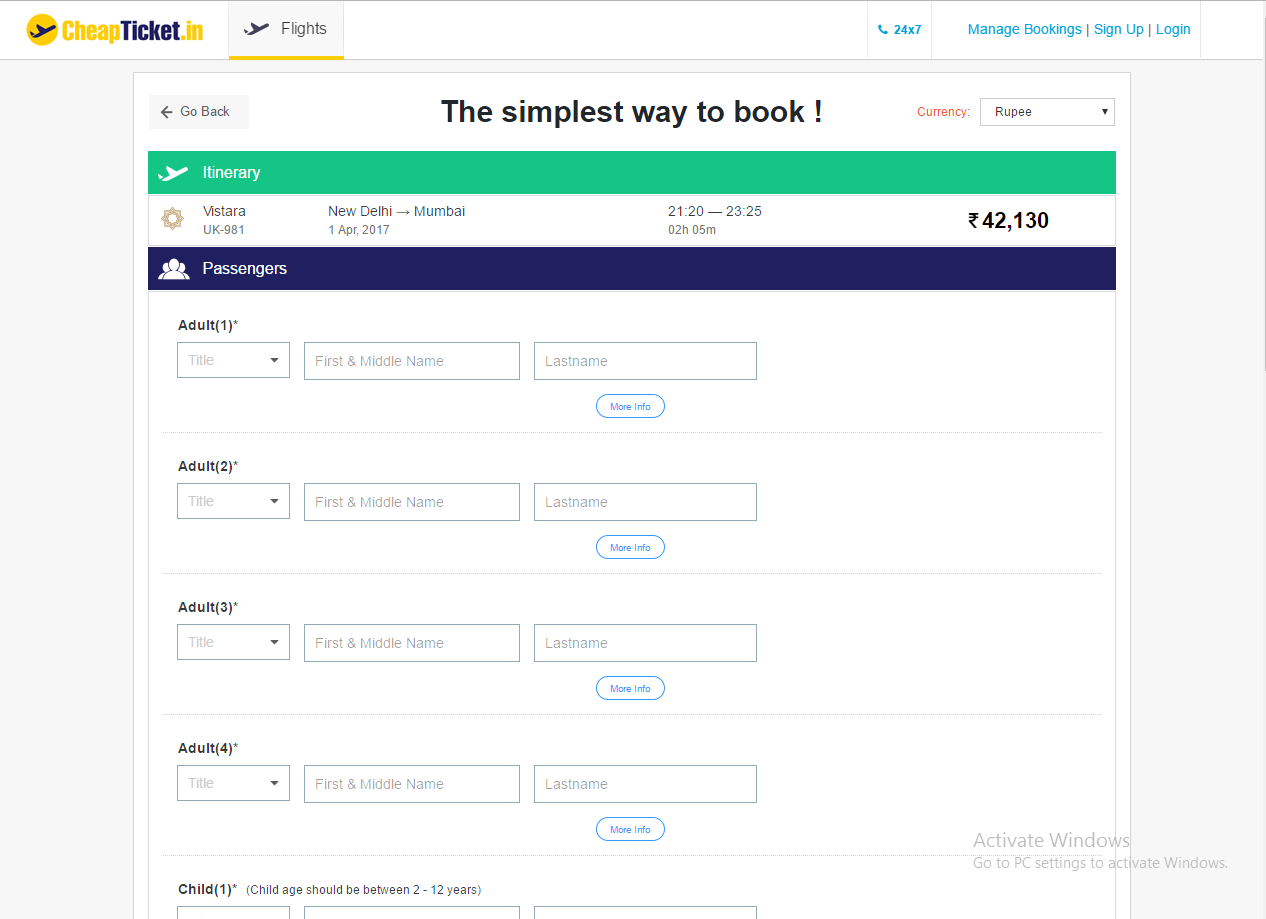 CheapTicket.in
Flights
24x7
Manage Bookings | Sign Up | Login
Go Back
The simplest way to book !
Currency:
Rupee
Itinerary
Vistara
New Delhi → Mumbai
21:20 — 23:25
₹ 42,130
UK-981
1 Apr, 2017
02h 05m
Passengers
Adult(1)*
Title
First & Middle Name
Lastname
More Info
Adult(2)*
Title
First & Middle Name
Lastname
More Info
Adult(3)*
Title
First & Middle Name
Lastname
More Info
Adult(4)*
Title
First & Middle Name
Lastname
More Info
Activate Windows
Go to PC settings to activate Windows.
Child(1)* (Child age should be between 2 - 12 years)